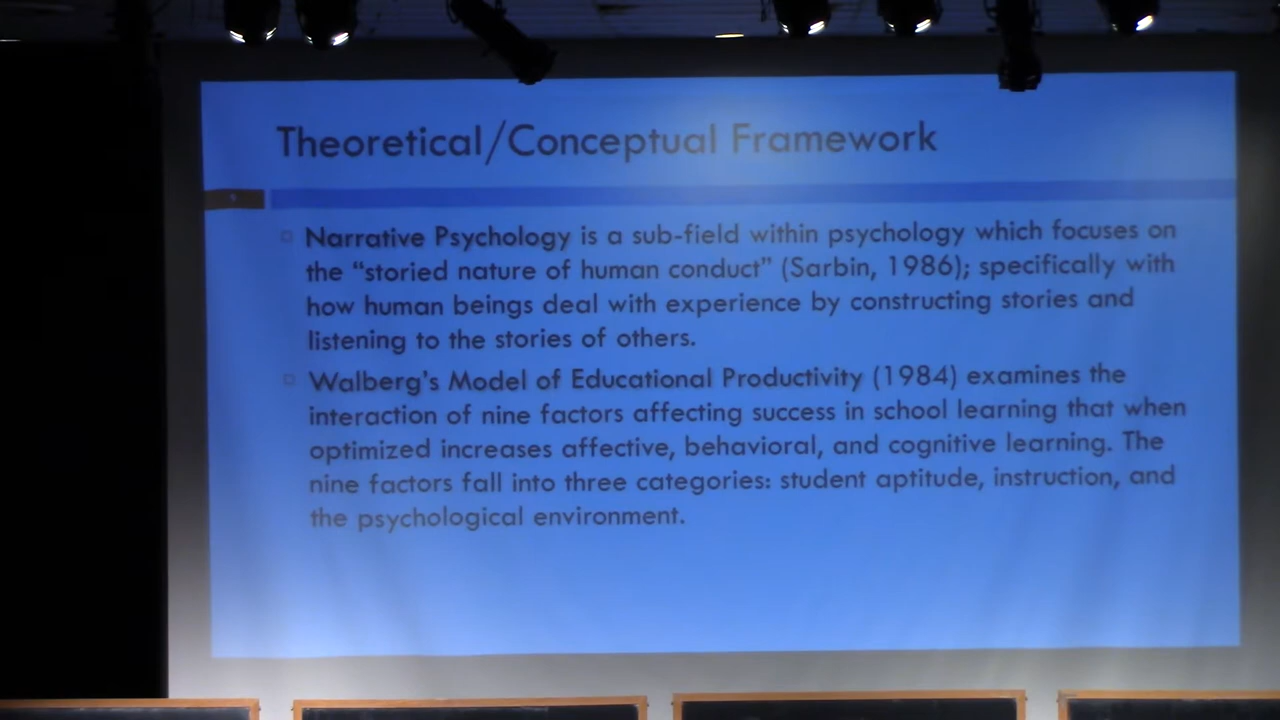 Theoretical/Conceptual Framework
Narrative Psychology is a sub-field within psychology which focuses on
the “storied nature of human conduct” (Sarbin, 1986); specifically with
how human beings deal with experience by constructing stories and
listening to the stories of others.
Walberg’s Model of Educational Productivity (1984) examines the
interaction of nine factors affecting success in school learning that when
optimized increases affective, behavioral, and cognitive learning. The
nine factors fall into three categories: student aptitude, instruction, and
the psychological environment.